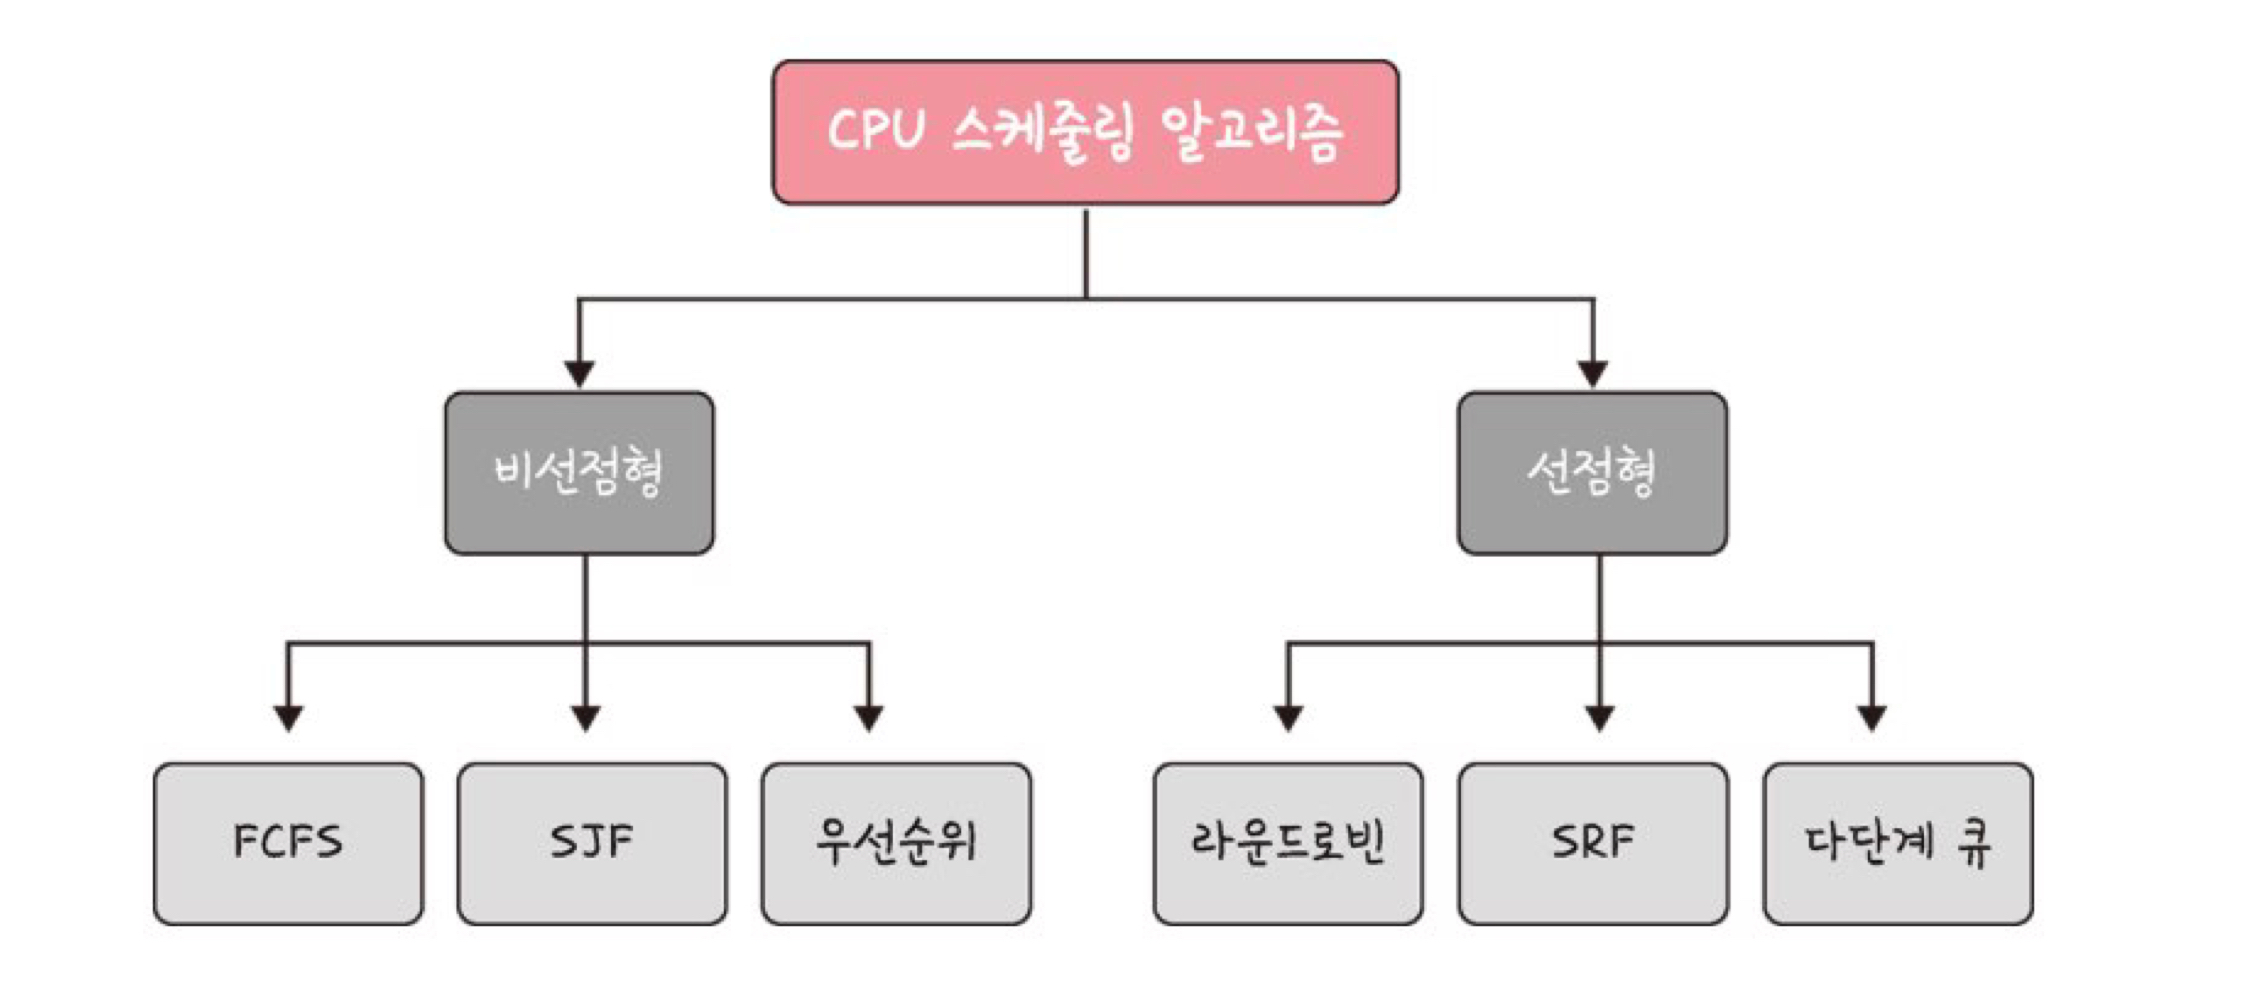 CPU 스케줄링 알고리즘
비선점형
선점형
FCFS
SJF
우선순위
라운드로빈
SRF
다단계 큐